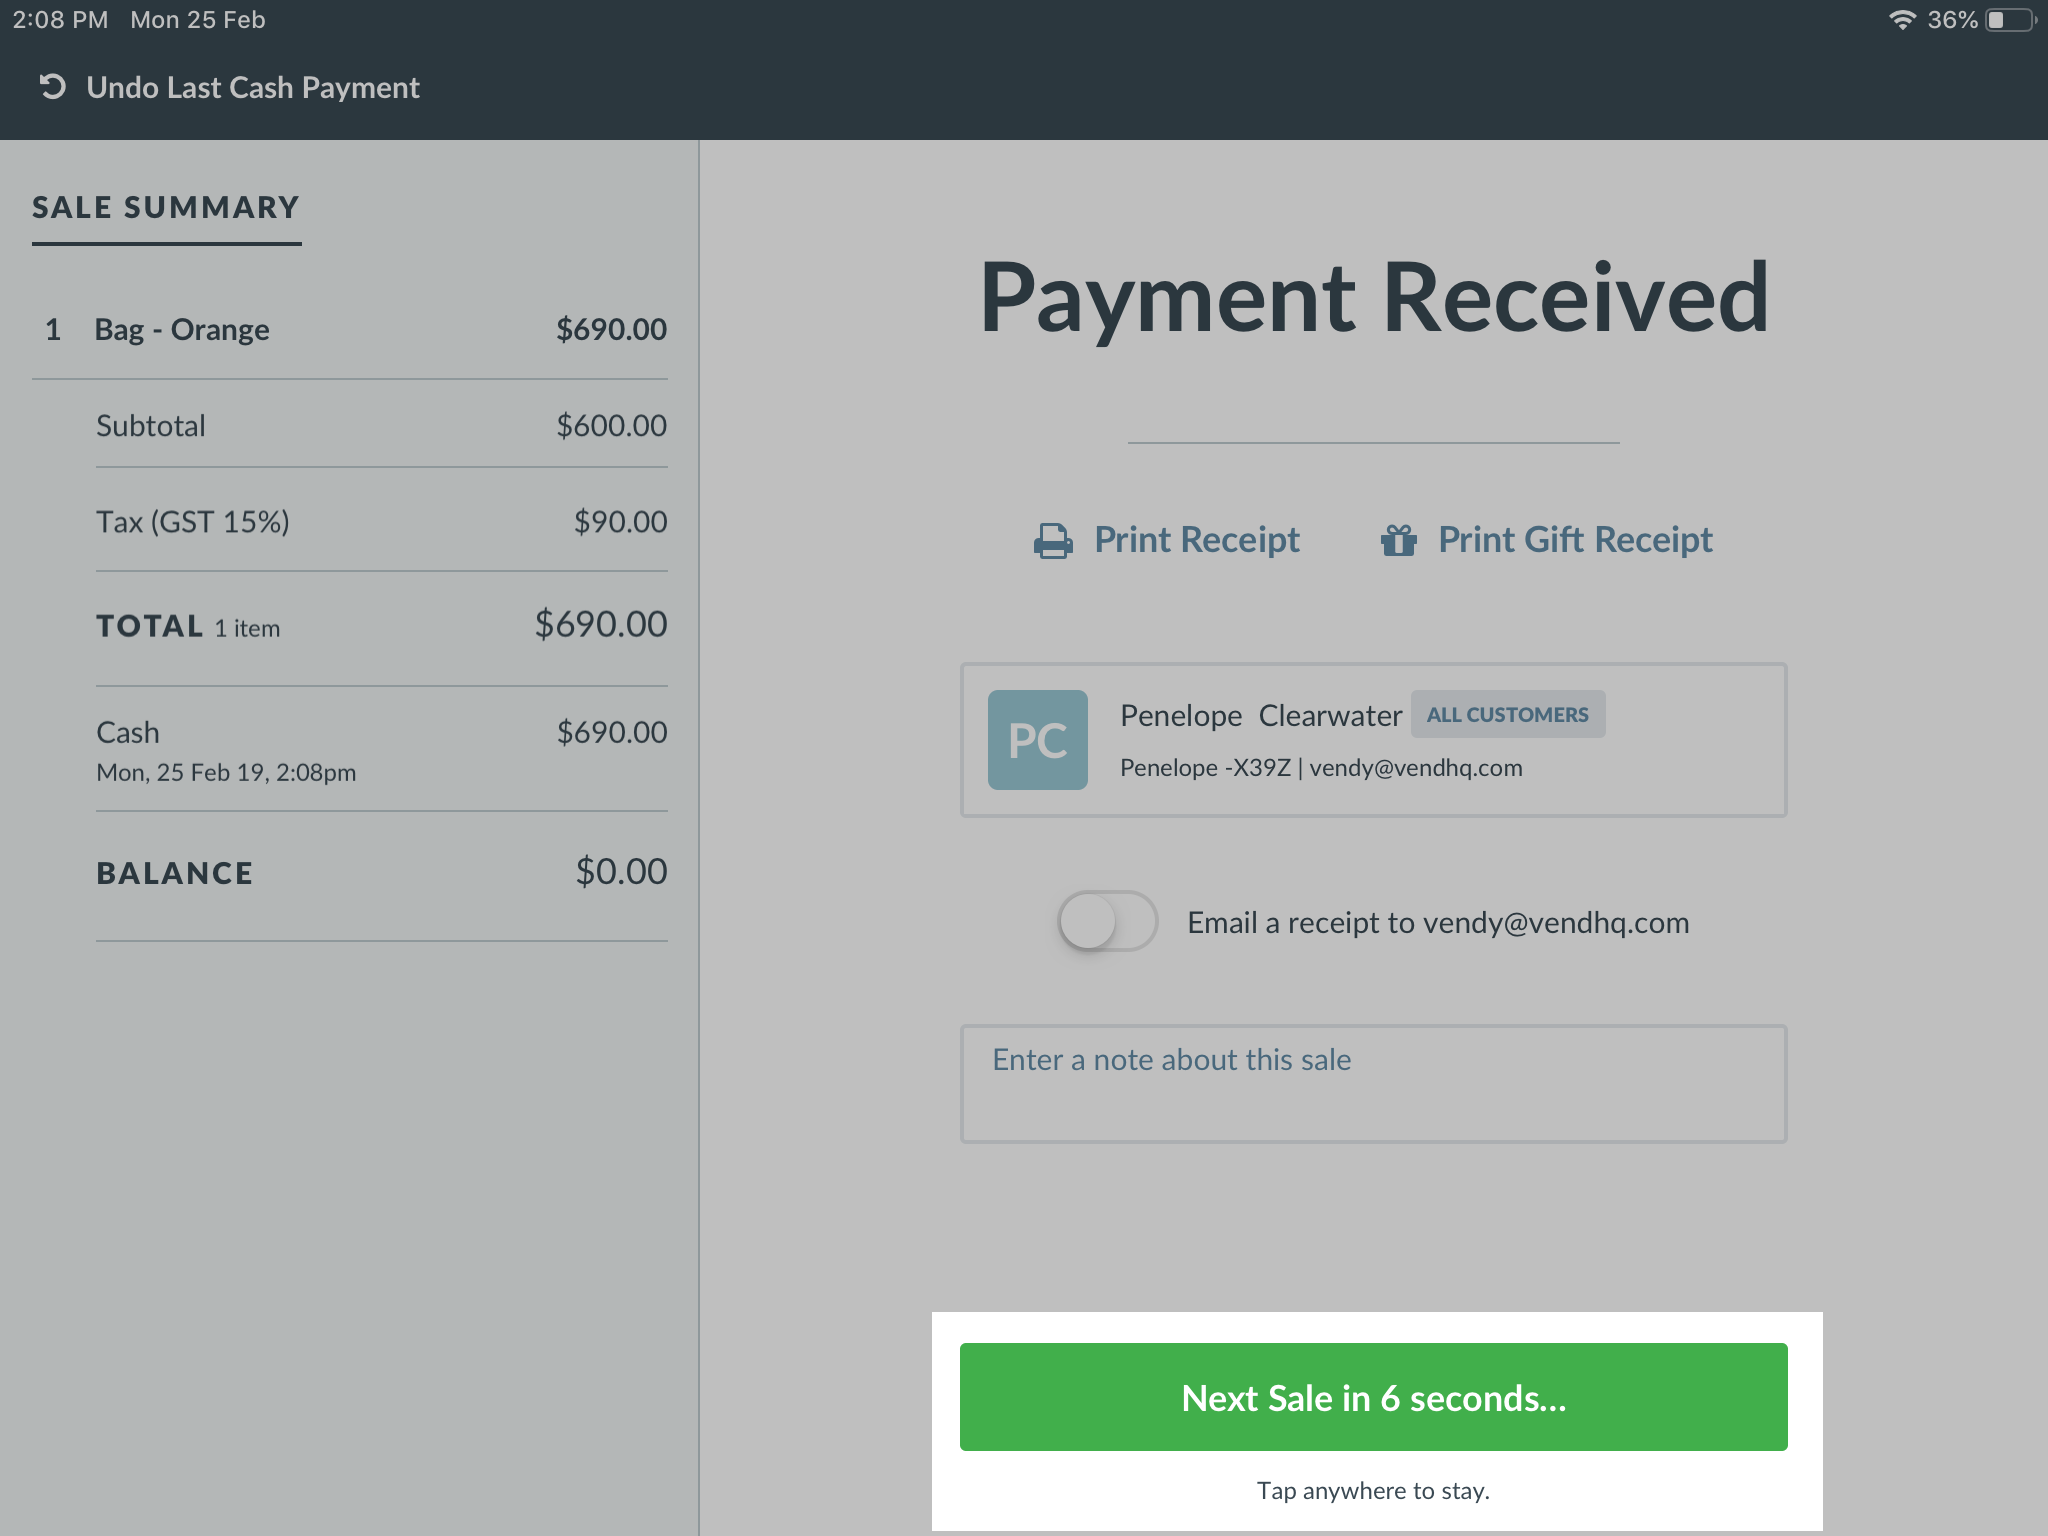 2:08 PM Mon 25 Feb
36%
Undo Last Cash Payment
SALE SUMMARY
1 Bag - Orange $690.00
Subtotal $600.00
Tax (GST 15%) $90.00
TOTAL 1 item $690.00
Cash $690.00
Mon, 25 Feb 19, 2:08pm
BALANCE $0.00
Payment Received
Print Receipt Print Gift Receipt
PC
Penelope Clearwater ALL CUSTOMERS
Penelope -X39Z | vendy@vendhq.com
Email a receipt to vendy@vendhq.com
Enter a note about this sale
Next Sale in 6 seconds...
Tap anywhere to stay.